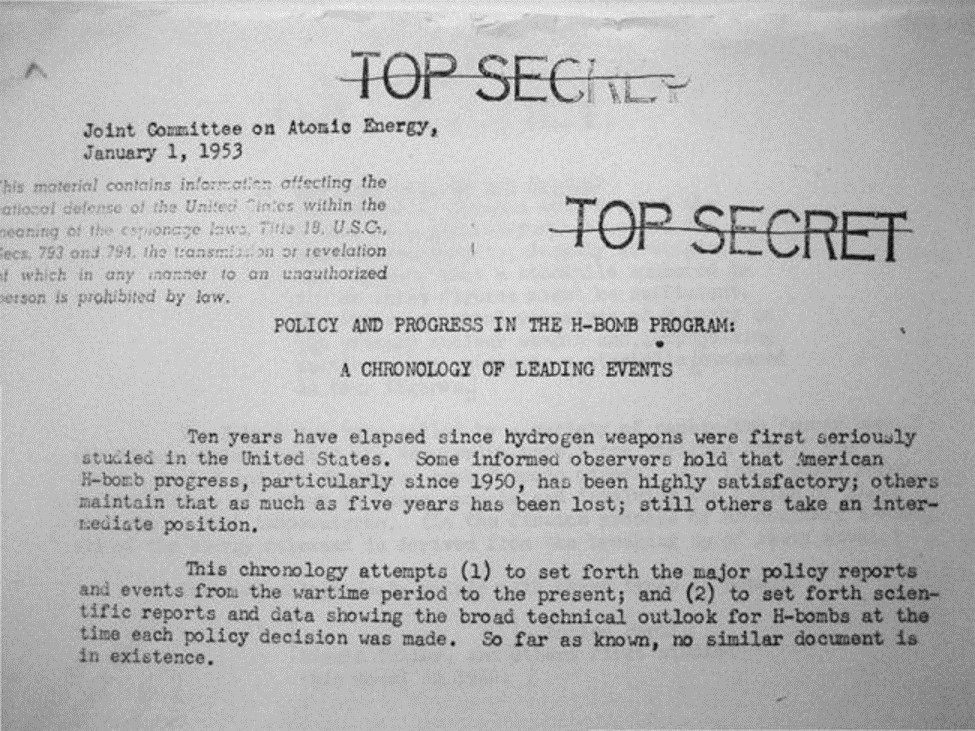 TOP SECRET
Joint Committee on Atomic Energy,
January 1, 1953
This material contains information affecting the
national defense of the United States within the
meaning of the espionage laws, Title 18, U.S.C.,
Secs. 793 and 794, the transmission or revelation
of which in any manner to an unauthorized
person is prohibited by law.
TOP SECRET
POLICY AND PROGRESS IN THE H-BOMB PROGRAM:
A CHRONOLOGY OF LEADING EVENTS
Ten years have elapsed since hydrogen weapons were first seriously
studied in the United States. Some informed observers hold that American
H-bomb progress, particularly since 1950, has been highly satisfactory; others
maintain that as much as five years has been lost; still others take an inter-
mediate position.
This chronology attempts (1) to set forth the major policy reports
and events from the wartime period to the present; and (2) to set forth scien-
tific reports and data showing the broad technical outlook for H-bombs at the
time each policy decision was made. So far as known, no similar document is
in existence.